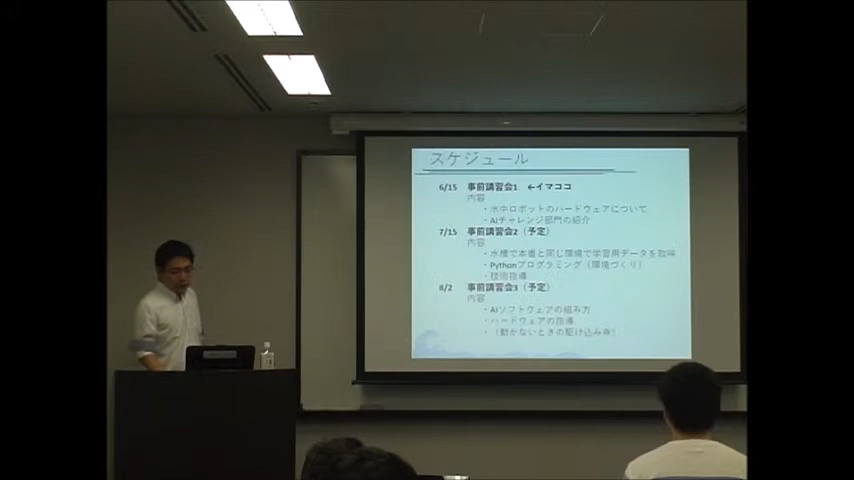 スケジュール
6/15 事前講習会1 ←イマココ
内容
・水中ロボットのハードウェアについて
・AIチャレンジ部門の紹介
7/15 事前講習会2（予定）
内容
・水槽で本番と同じ環境で学習用データを取得
・Pythonプログラミング（環境づくり）
・技術指導
8/2 事前講習会3（予定）
内容
・AIソフトウェアの組み方
・ハードウェアの指導
・（動かないときの駆け込み寺）